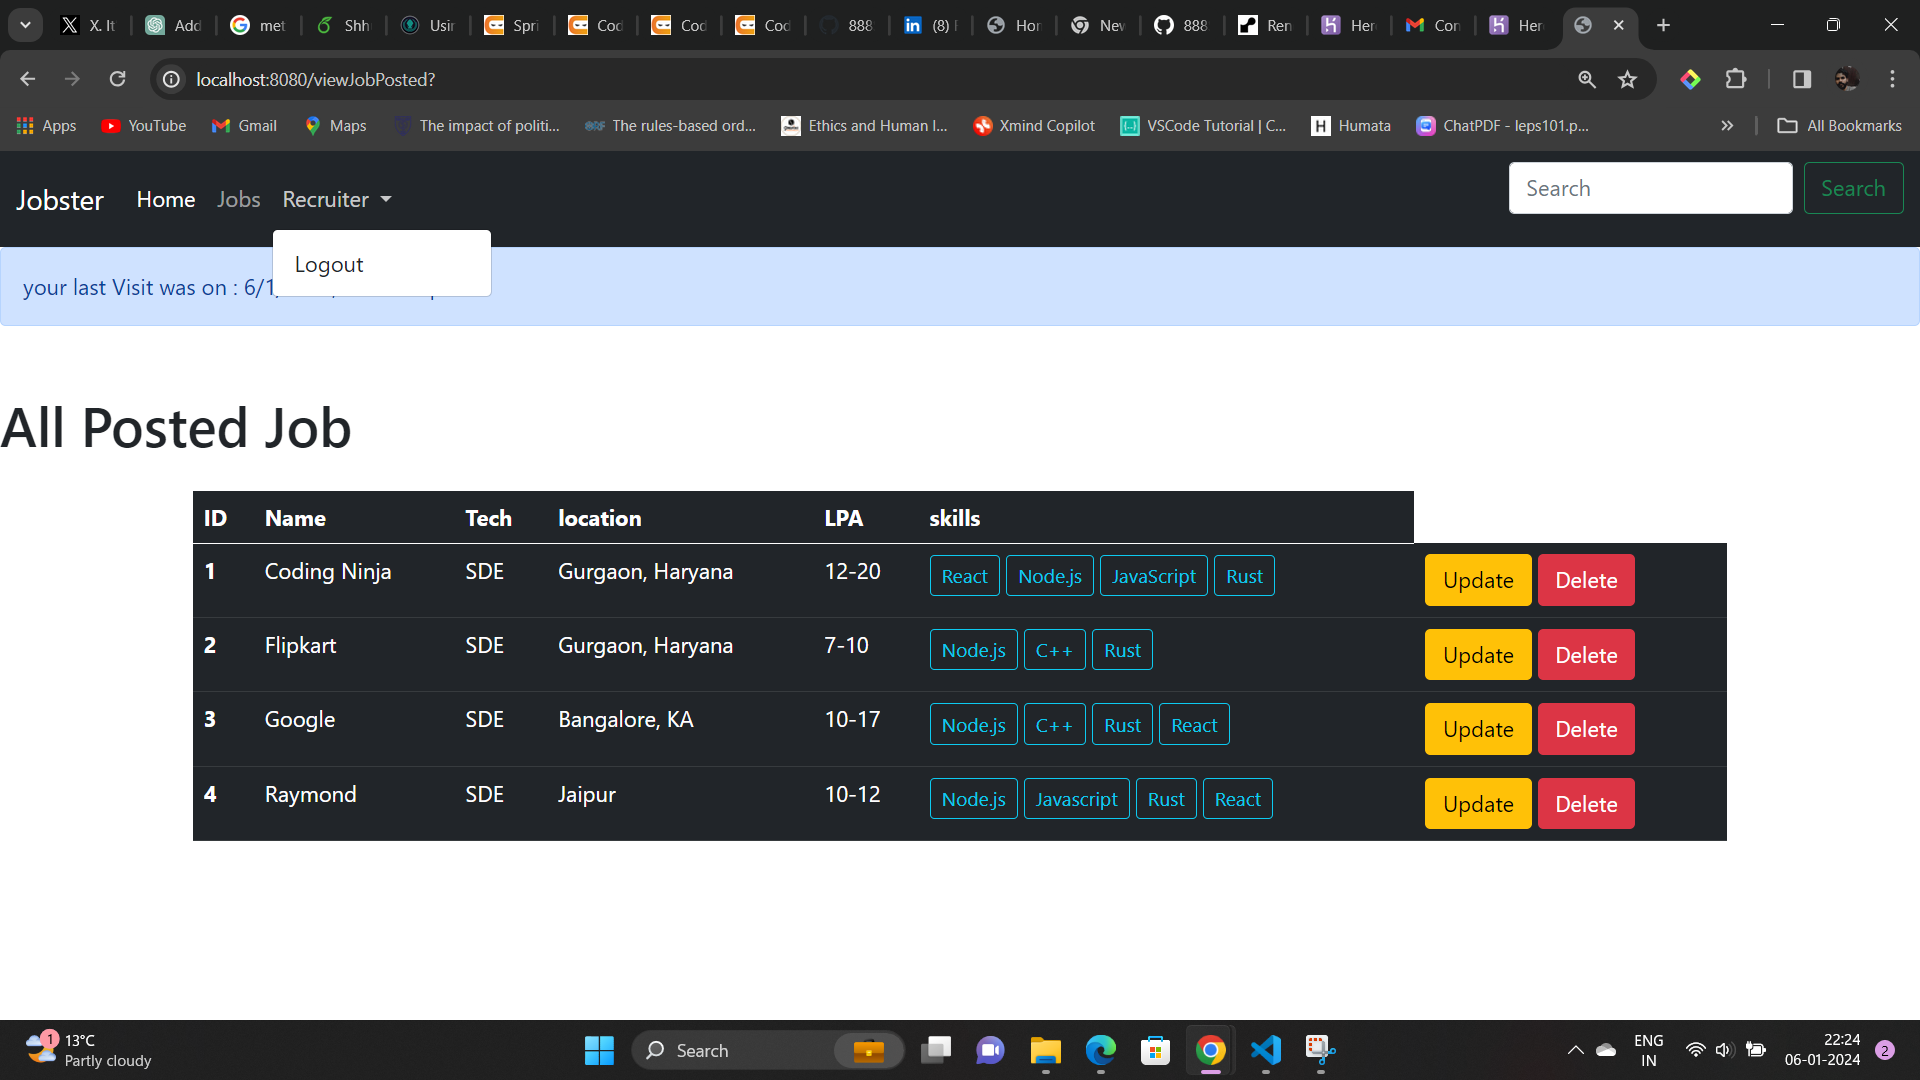 X. It
Add
met
Shh
Usir
Spri
Cod
Cod
Cod
888
(8) F
Hor
Nev
888
Ren
Her
Con
Her
localhost:8080/viewJobPosted?
Apps YouTube Gmail Maps The impact of politi... The rules-based ord... Ethics and Human I... Xmind Copilot VSCode Tutorial | C... Humata ChatPDF - leps101.p... All Bookmarks
Jobster Home Jobs Recruiter Search Search
Logout
your last Visit was on : 6/1
All Posted Job
ID Name Tech location LPA skills
1 Coding Ninja SDE Gurgaon, Haryana 12-20 React Node.js JavaScript Rust Update Delete
2 Flipkart SDE Gurgaon, Haryana 7-10 Node.js C++ Rust Update Delete
3 Google SDE Bangalore, KA 10-17 Node.js C++ Rust React Update Delete
4 Raymond SDE Jaipur 10-12 Node.js Javascript Rust React Update Delete
1 13°C
Partly cloudy
Search
ENG
IN
22:24
06-01-2024
2